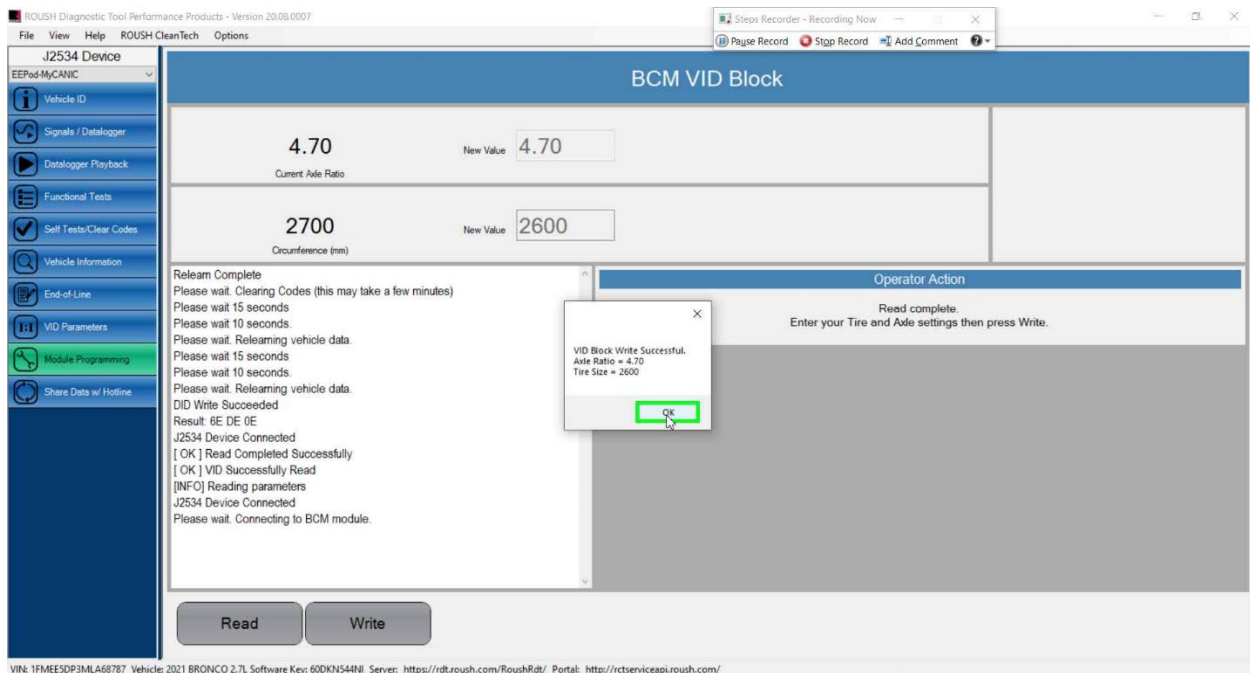 ROUSH Diagnostic Tool Performance Products - Version 20.08.0007
Steps Recorder - Recording Now
File View Help ROUSH CleanTech Options
Pause Record Stop Record Add Comment
J2534 Device
EEPod-MyCANIC
Vehicle ID
Signals / Datalogger
Datalogger Playback
Functional Tests
Self Tests/Clear Codes
Vehicle Information
End-of-Line
VID Parameters
Module Programming
Share Data w/ Hotline
BCM VID Block
4.70
Current Axle Ratio
New Value 4.70
2700
Circumference (mm)
New Value 2600
Relearn Complete
Please wait. Clearing Codes (this may take a few minutes)
Please wait 15 seconds
Please wait 10 seconds.
Please wait. Relearning vehicle data.
Please wait 15 seconds
Please wait 10 seconds.
Please wait. Relearning vehicle data.
DID Write Succeeded
Result: 6E DE 0E
J2534 Device Connected
[ OK ] Read Completed Successfully
[ OK ] VID Successfully Read
[INFO] Reading parameters
J2534 Device Connected
Please wait. Connecting to BCM module.
Operator Action
Read complete.
Enter your Tire and Axle settings then press Write.
VID Block Write Successful.
Axle Ratio = 4.70
Tire Size = 2600
OK
Read Write
VIN: 1FMEE5DP3MLA68787 Vehicle: 2021 BRONCO 2.7L Software Key: 60DKN544NI Server: https://rdt.roush.com/RoushRdt/ Portal: http://rctserviceapi.roush.com/